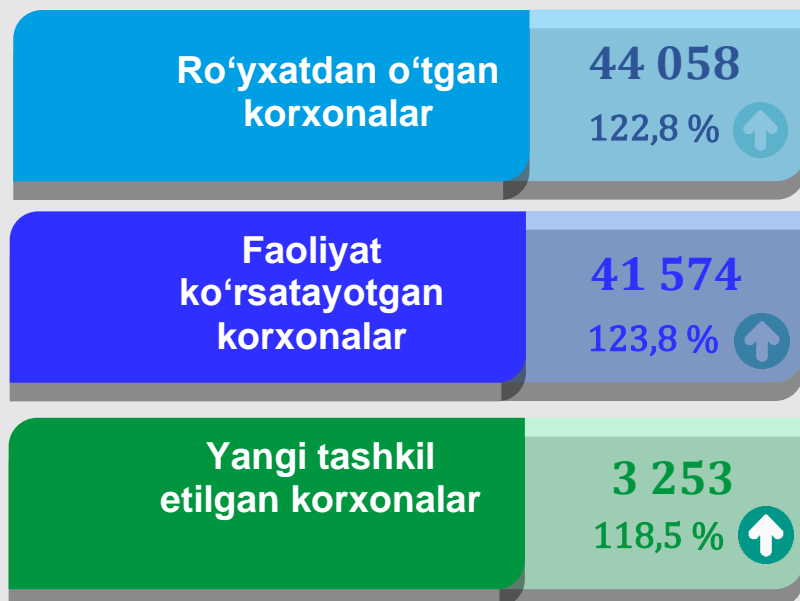 Ro‘yxatdan o‘tgan
korxonalar
44 058
122,8 %
Faoliyat
ko‘rsatayotgan
korxonalar
41 574
123,8 %
Yangi tashkil
etilgan korxonalar
3 253
118,5 %